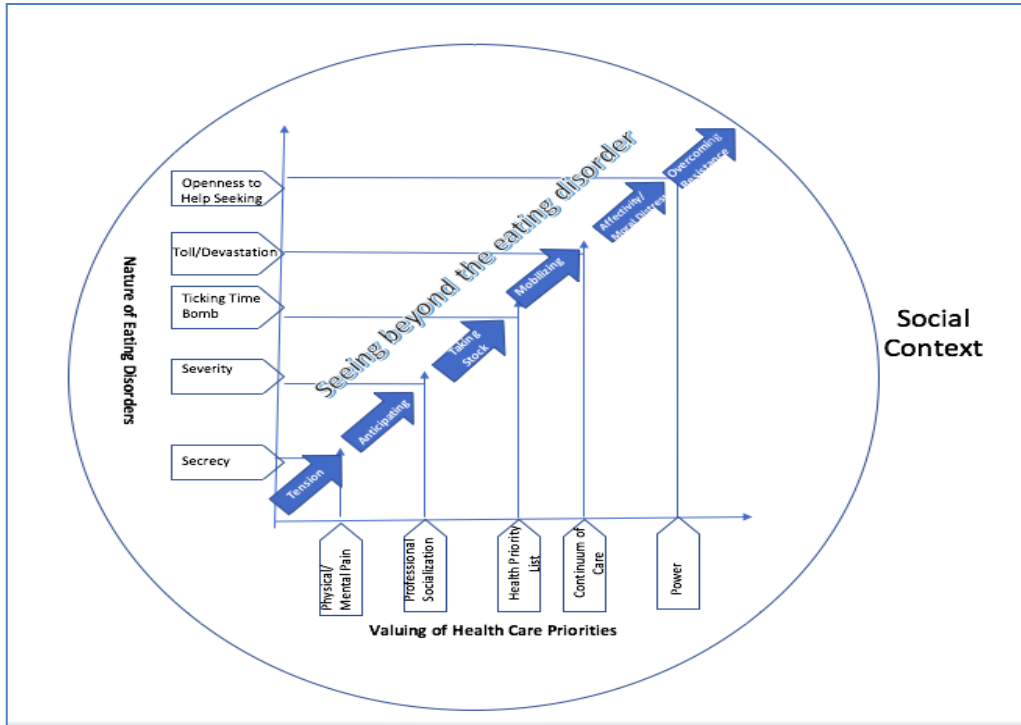 Seeing beyond the eating disorder
Overcoming
Resistance
Affectivity/
Moral Distress
Mobilizing
Taking
Stock
Anticipating
Tension
Nature of Eating Disorders
Openness to
Help Seeking
Toll/Devastation
Ticking Time
Bomb
Severity
Secrecy
Physical/
Mental Pain
Professional
Socialization
Health Priority
List
Continuum of
Care
Power
Valuing of Health Care Priorities
Social
Context